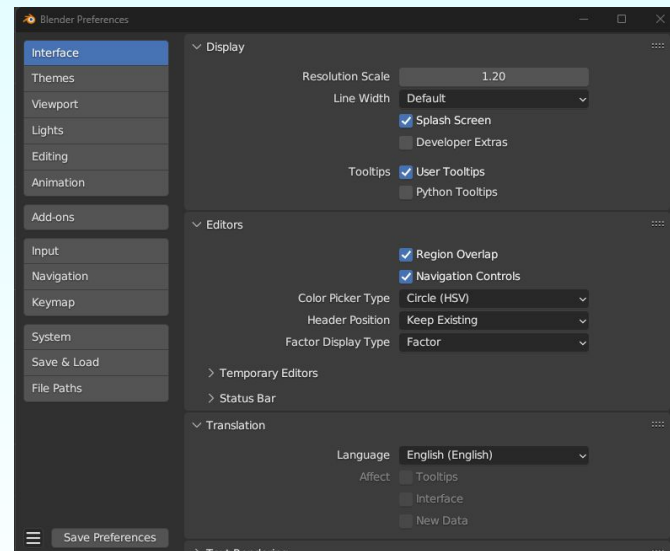 Blender Preferences
Interface
Themes
Viewport
Lights
Editing
Animation
Add-ons
Input
Navigation
Keymap
System
Save & Load
File Paths
Save Preferences
Display
Resolution Scale 1.20
Line Width Default
Splash Screen
Developer Extras
Tooltips User Tooltips
Python Tooltips
Editors
Region Overlap
Navigation Controls
Color Picker Type Circle (HSV)
Header Position Keep Existing
Factor Display Type Factor
Temporary Editors
Status Bar
Translation
Language English (English)
Affect Tooltips
Interface
New Data